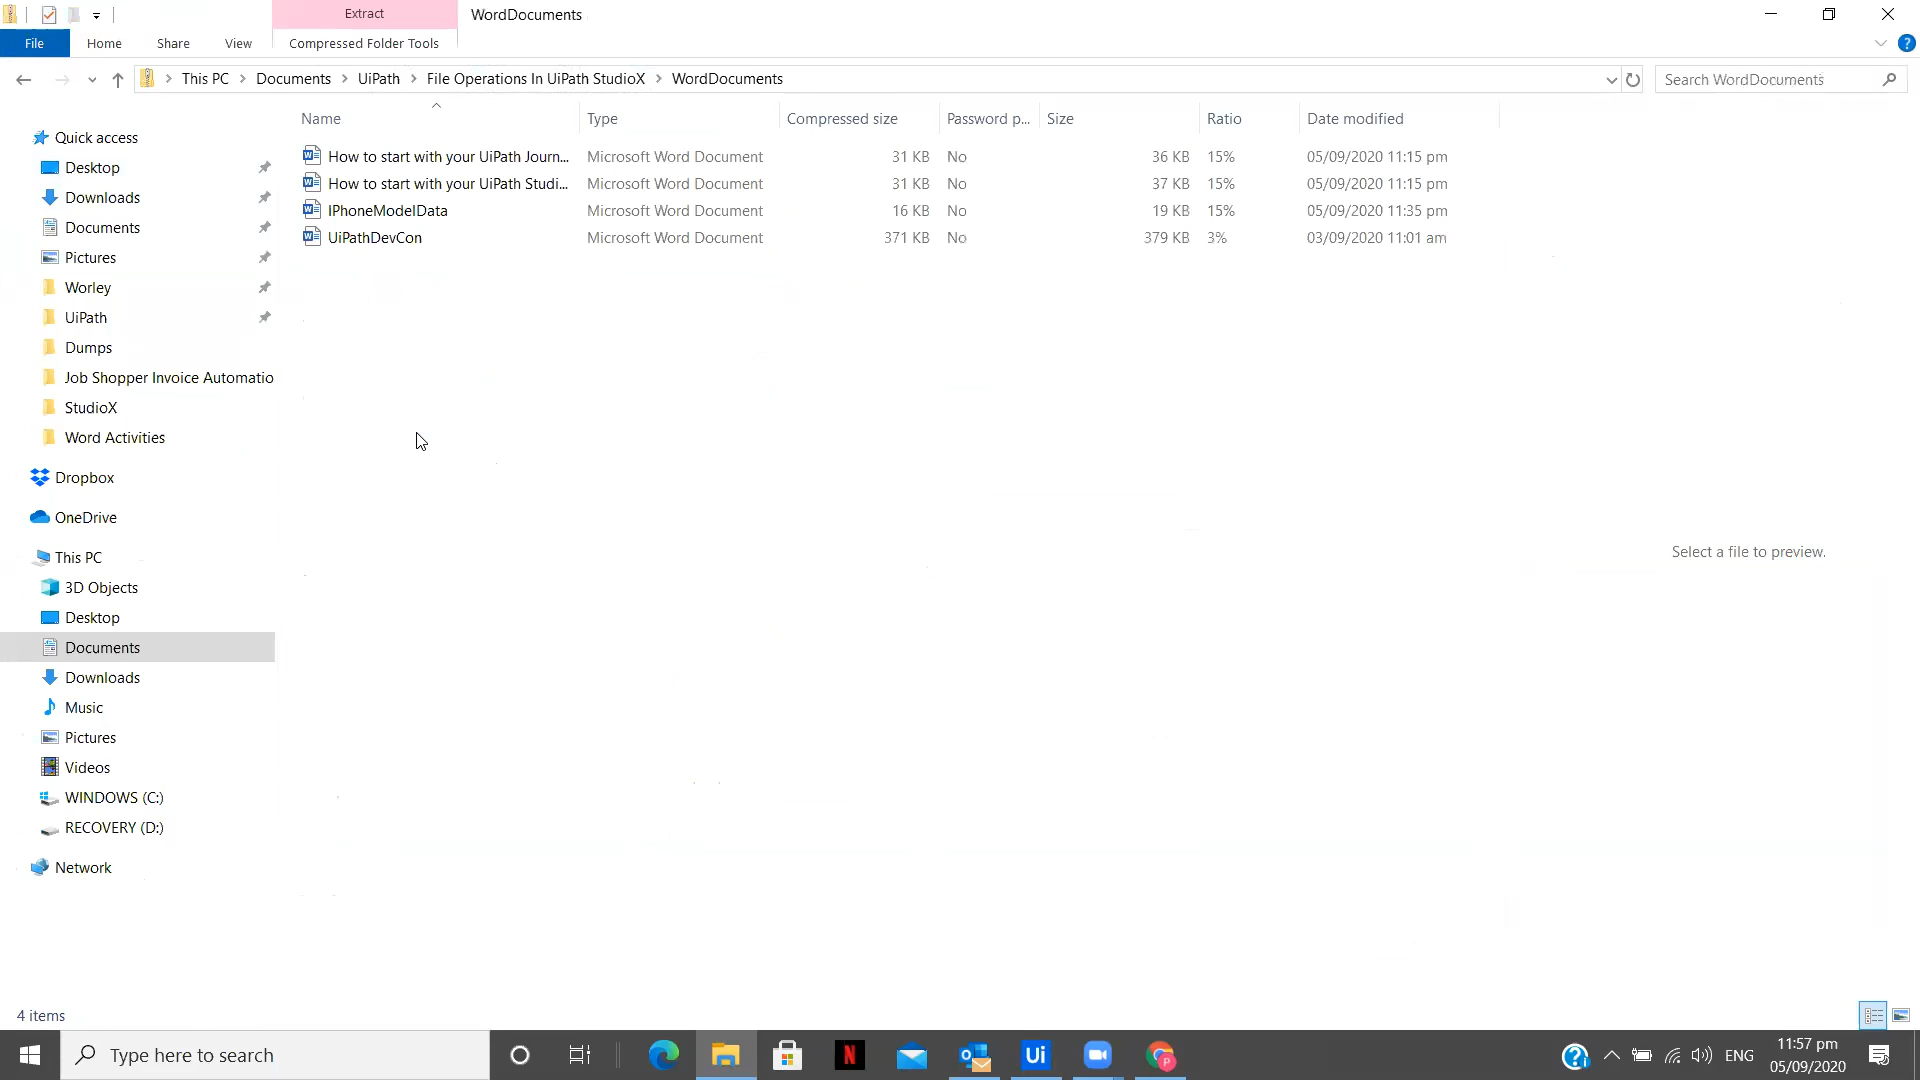 Extract
WordDocuments
File
Home
Share
View
Compressed Folder Tools
This PC
Documents
UiPath
File Operations In UiPath StudioX
WordDocuments
Search WordDocuments
Name
Type
Compressed size
Password p...
Size
Ratio
Date modified
How to start with your UiPath Journ... Microsoft Word Document 31 KB No 36 KB 15% 05/09/2020 11:15 pm
How to start with your UiPath Studi... Microsoft Word Document 31 KB No 37 KB 15% 05/09/2020 11:15 pm
IPhoneModelData Microsoft Word Document 16 KB No 19 KB 15% 05/09/2020 11:35 pm
UiPathDevCon Microsoft Word Document 371 KB No 379 KB 3% 03/09/2020 11:01 am
Quick access
Desktop
Downloads
Documents
Pictures
Worley
UiPath
Dumps
Job Shopper Invoice Automatio
StudioX
Word Activities
Dropbox
OneDrive
This PC
3D Objects
Desktop
Documents
Downloads
Music
Pictures
Videos
WINDOWS (C:)
RECOVERY (D:)
Network
Select a file to preview.
4 items
Type here to search
N
Ui
P
ENG
11:57 pm
05/09/2020